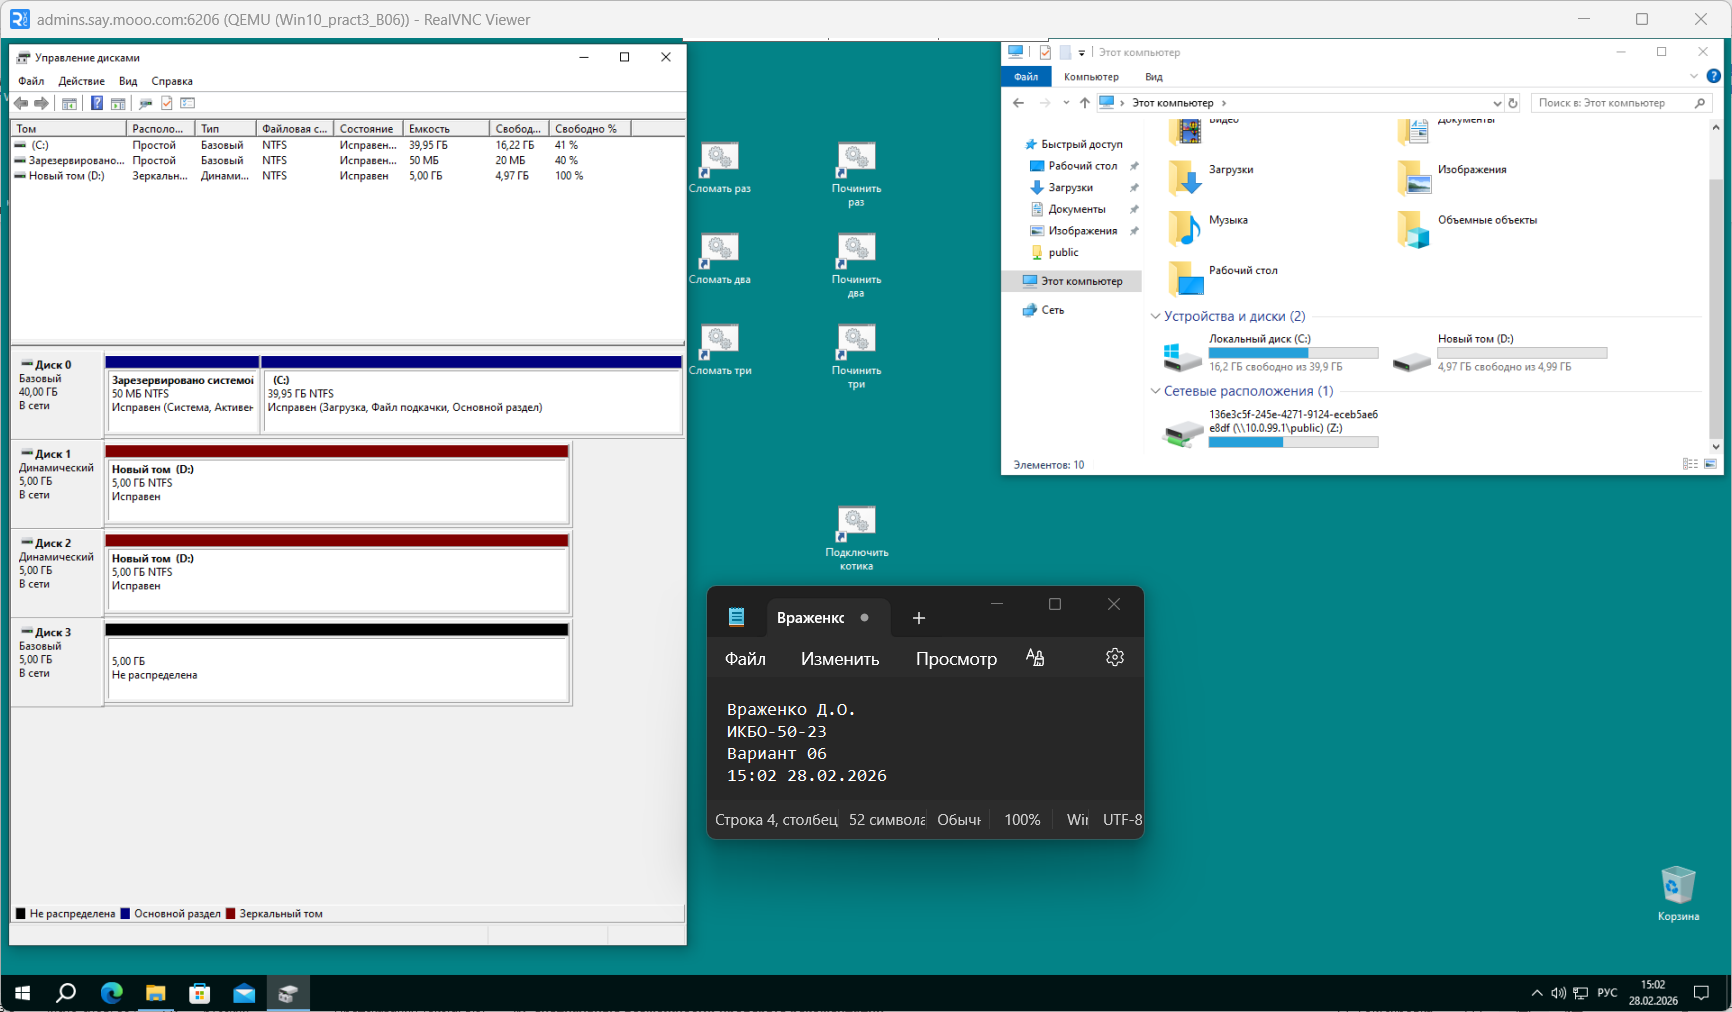 admins.say.mooo.com:6206 (QEMU (Win10_pract3_B06)) - RealVNC Viewer
Управление дисками
Файл Действие Вид Справка
Том Располо... Тип Файловая с... Состояние Емкость Свобод... Свободно %
(C:) Простой Базовый NTFS Исправен... 39,95 ГБ 16,22 ГБ 41 %
Зарезервировано... Простой Базовый NTFS Исправен... 50 МБ 20 МБ 40 %
Новый том (D:) Зеркальн... Динами... NTFS Исправен 5,00 ГБ 4,97 ГБ 100 %
Диск 0
Базовый
40,00 ГБ
В сети
Зарезервировано системой
50 МБ NTFS
Исправен (Система, Активен
(C:)
39,95 ГБ NTFS
Исправен (Загрузка, Файл подкачки, Основной раздел)
Диск 1
Динамический
5,00 ГБ
В сети
Новый том (D:)
5,00 ГБ NTFS
Исправен
Диск 2
Динамический
5,00 ГБ
В сети
Новый том (D:)
5,00 ГБ NTFS
Исправен
Диск 3
Базовый
5,00 ГБ
В сети
5,00 ГБ
Не распределена
Не распределена Основной раздел Зеркальный том
Сломать раз
Починить
раз
Сломать два
Починить
два
Сломать три
Починить
три
Подключить
котика
Этот компьютер
Файл Компьютер Вид
Этот компьютер
Поиск в: Этот компьютер
Быстрый доступ
Рабочий стол
Загрузки
Документы
Изображения
public
Этот компьютер
Сеть
Видео
Документы
Загрузки
Изображения
Музыка
Объемные объекты
Рабочий стол
Устройства и диски (2)
Локальный диск (C:)
16,2 ГБ свободно из 39,9 ГБ
Новый том (D:)
4,97 ГБ свободно из 4,99 ГБ
Сетевые расположения (1)
136e3c5f-245e-4271-9124-eceb5ae6
e8df (\\10.0.99.1\public) (Z:)
Элементов: 10
Враженкс
Файл Изменить Просмотр
Враженко Д.О.
ИКБО-50-23
Вариант 06
15:02 28.02.2026
Строка 4, столбец 52 символа Обычн 100% Wir UTF-8
Корзина
РУС
15:02
28.02.2026